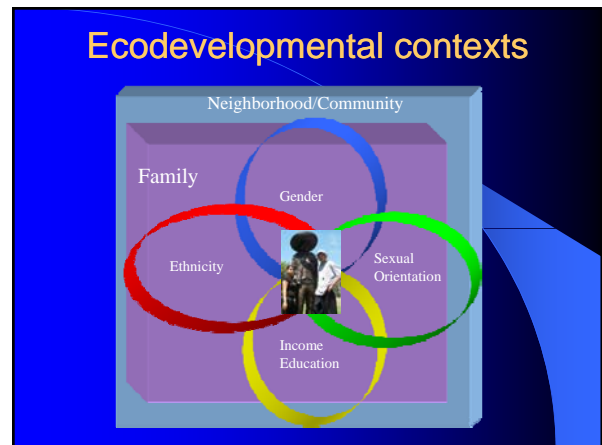 Ecodevelopmental contexts
Neighborhood/Community
Family
Gender
Ethnicity
Sexual
Orientation
Income
Education